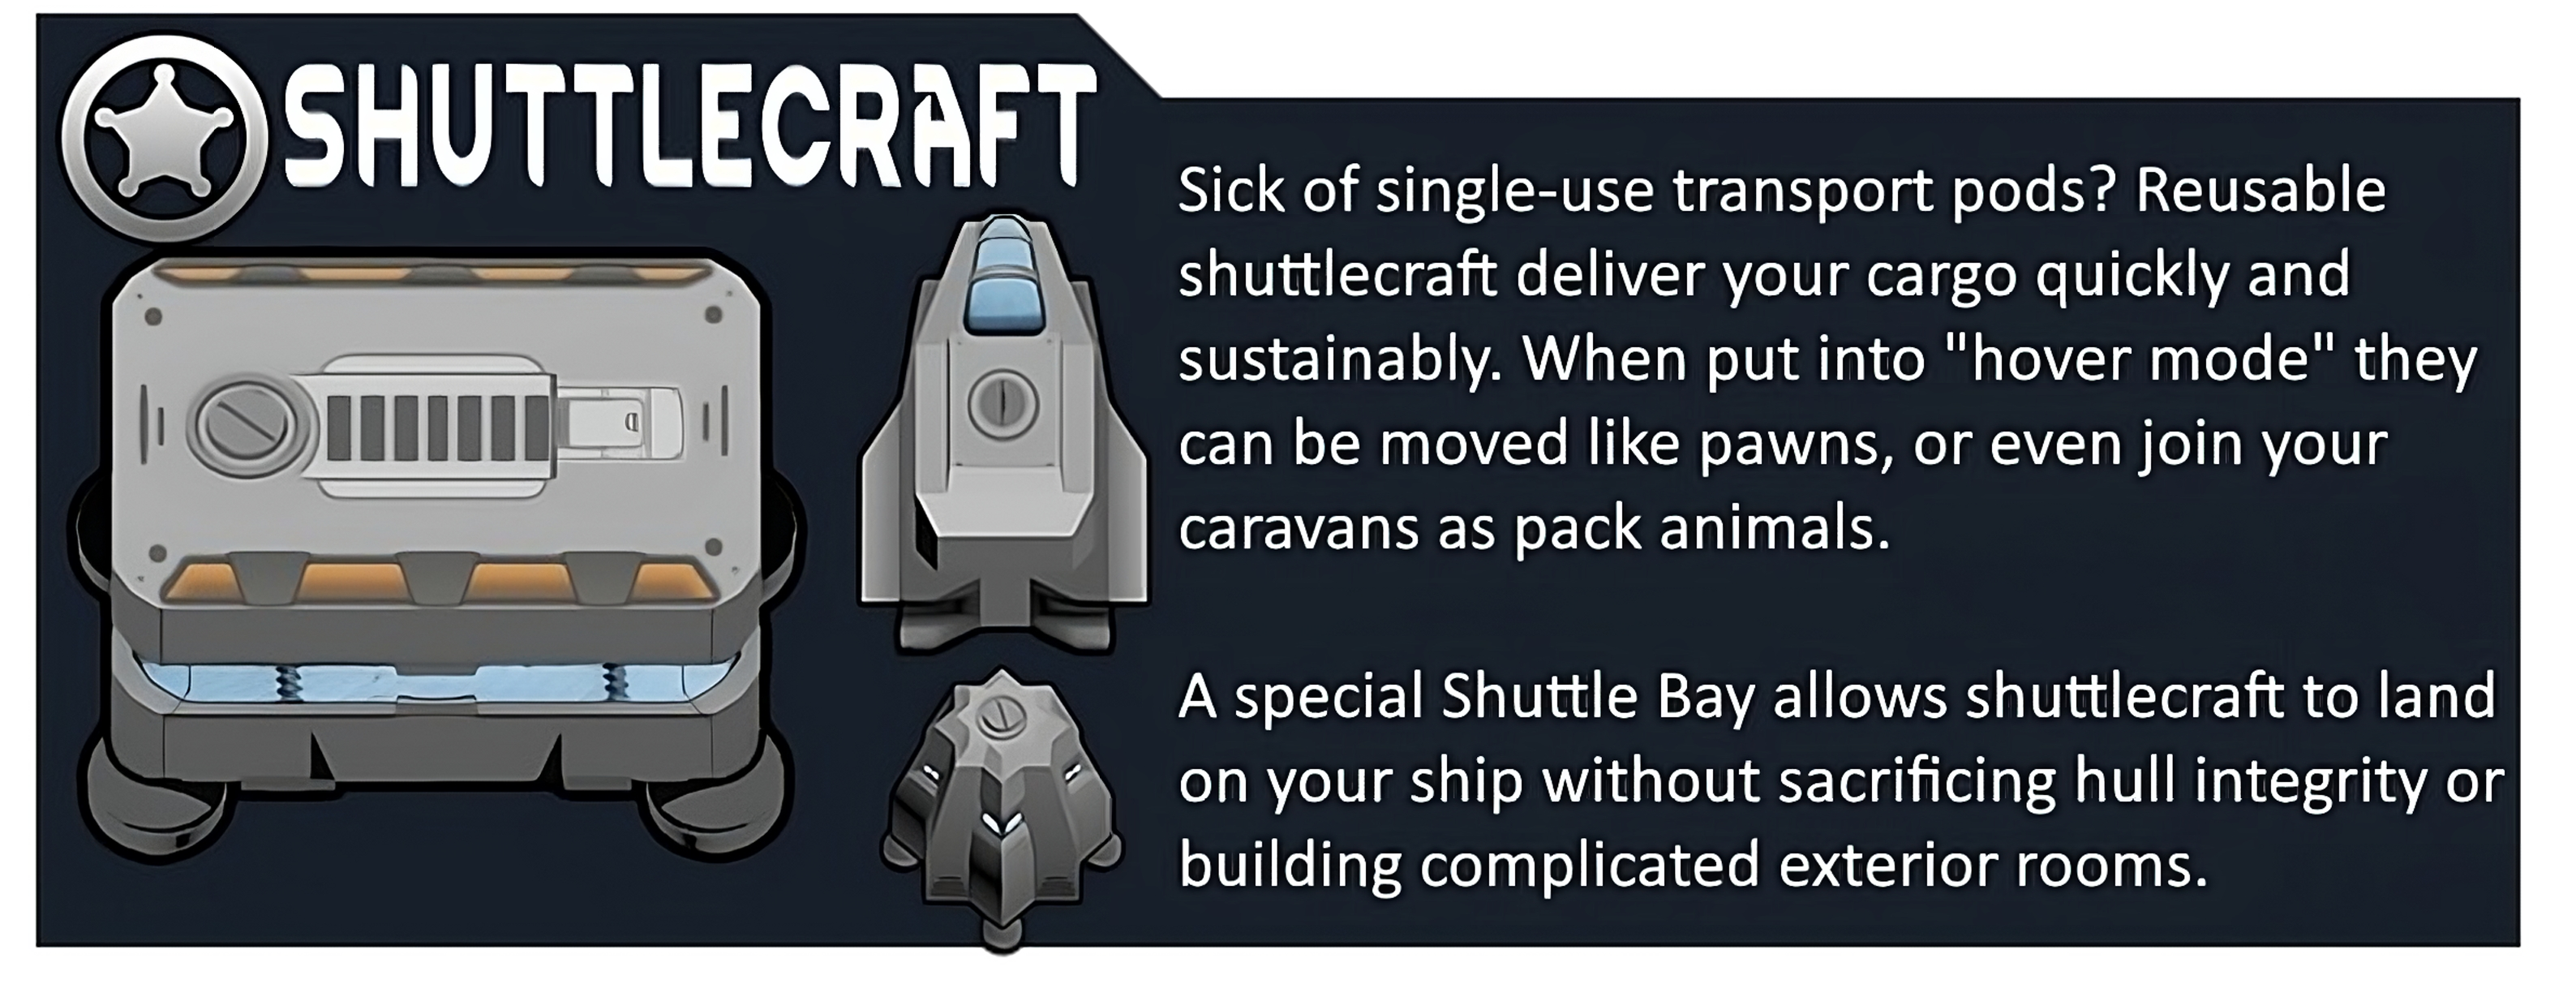 SHUTTLECRAFT
Sick of single-use transport pods? Reusable
shuttlecraft deliver your cargo quickly and
sustainably. When put into "hover mode" they
can be moved like pawns, or even join your
caravans as pack animals.
A special Shuttle Bay allows shuttlecraft to land
on your ship without sacrificing hull integrity or
building complicated exterior rooms.